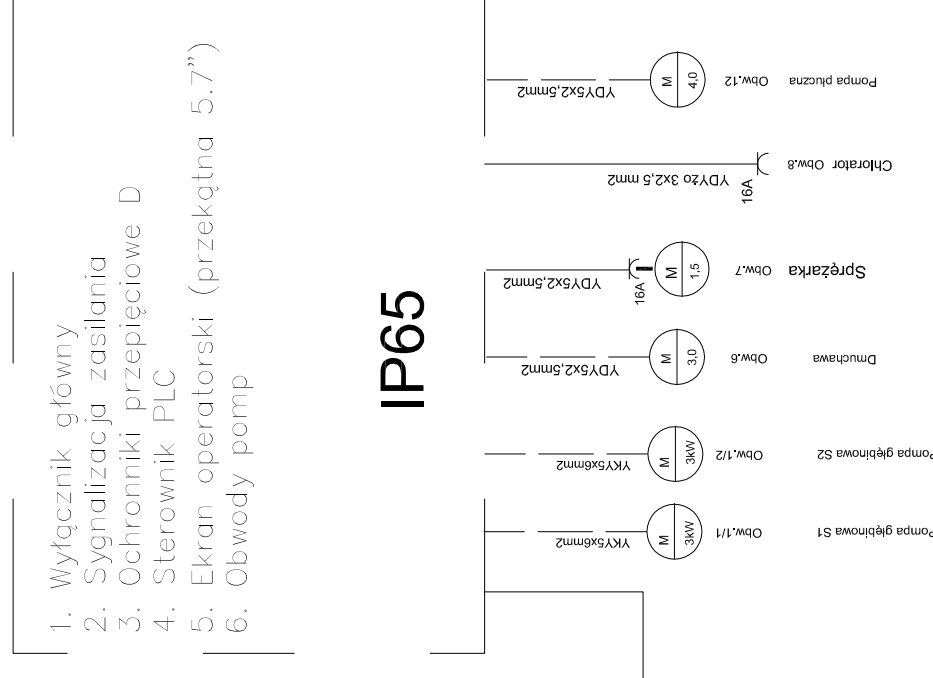 1. Wyłącznik główny
2. Sygnalizacja zasilania
3. Ochronniki przepięciowe D
4. Sterownik PLC
5. Ekran operatorski (przekątna 5.7")
6. Obwody pomp
IP65
YDY5x2,5mm2
M
4,0
Obw.12
Pompa płuczna
YDYżo 3x2,5 mm2
16A
Chlorator Obw.8
YDY5x2,5mm2
16A
M
1,5
Obw.7
Sprężarka
YDY5x2,5mm2
M
3,0
Obw.6
Dmuchawa
YKY5x6mm2
M
3kW
Obw.1/2
Pompa głębinowa S2
YKY5x6mm2
M
3kW
Obw.1/1
Pompa głębinowa S1